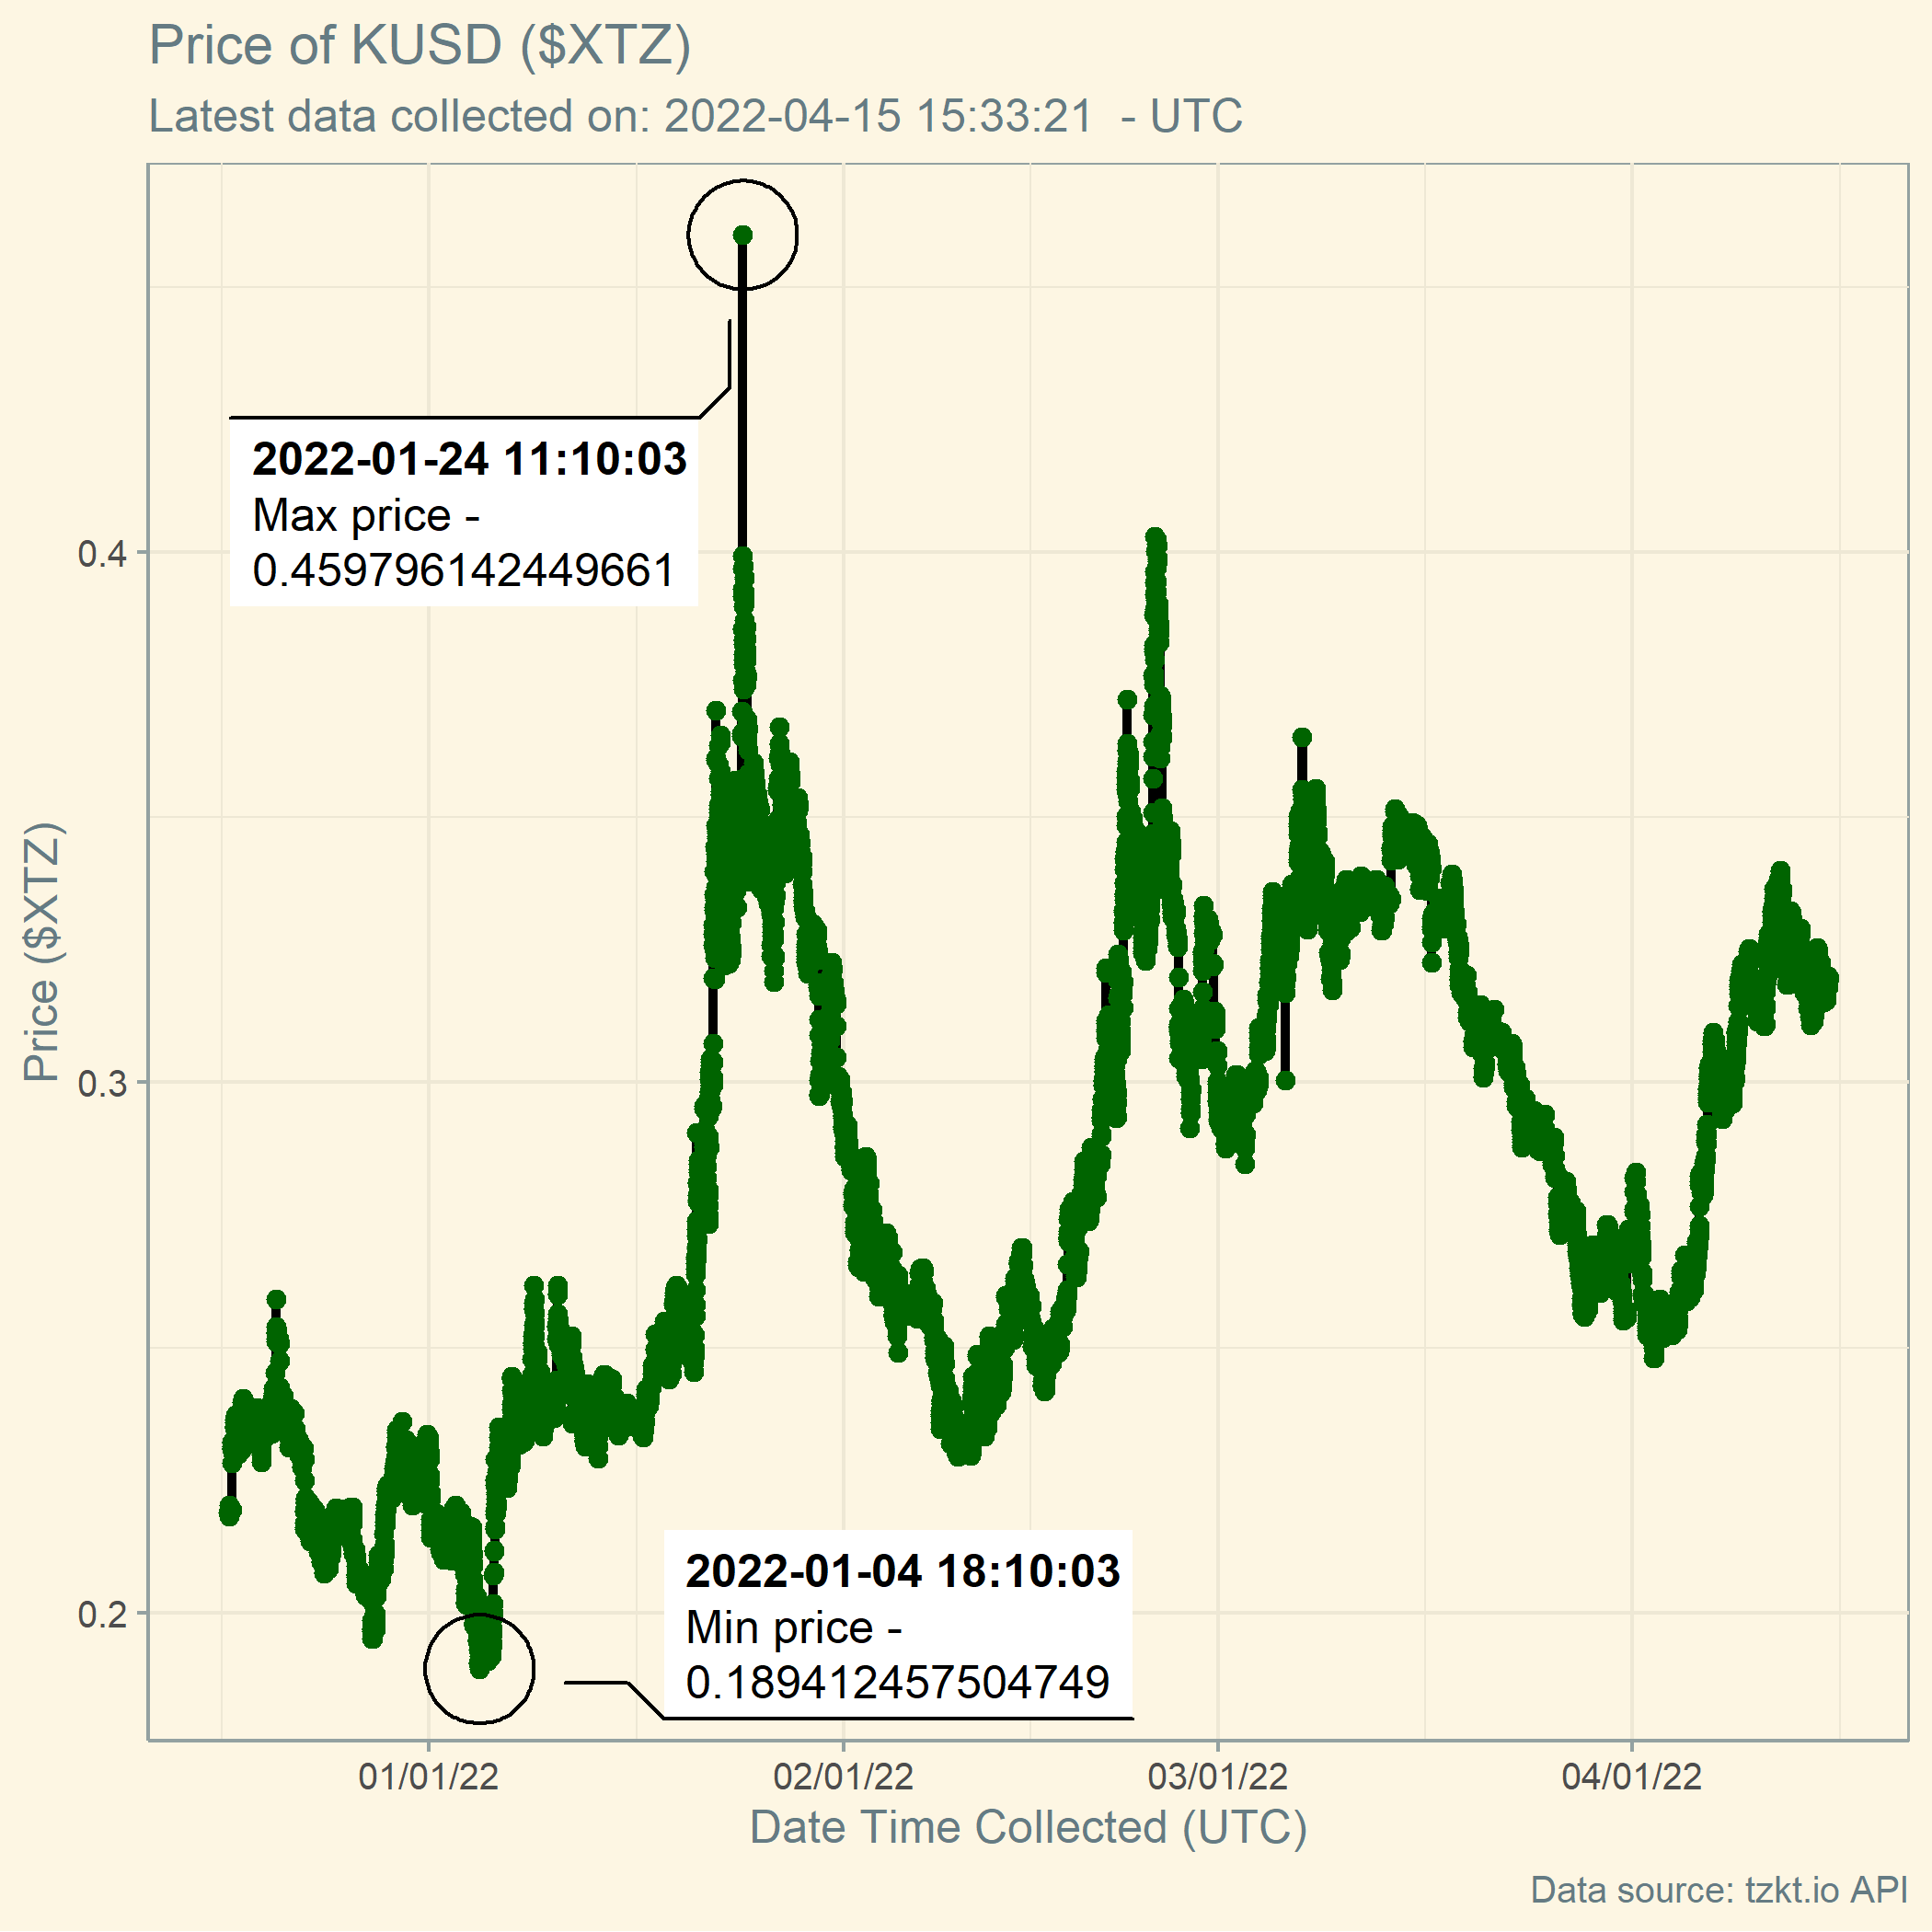 Price of KUSD ($XTZ)
Latest data collected on: 2022-04-15 15:33:21  - UTC
2022-01-24 11:10:03
Max price -
0.459796142449661
0.4
0.3
0.2
Price ($XTZ)
2022-01-04 18:10:03
Min price -
0.189412457504749
01/01/22
02/01/22
03/01/22
04/01/22
Date Time Collected (UTC)
Data source: tzkt.io API